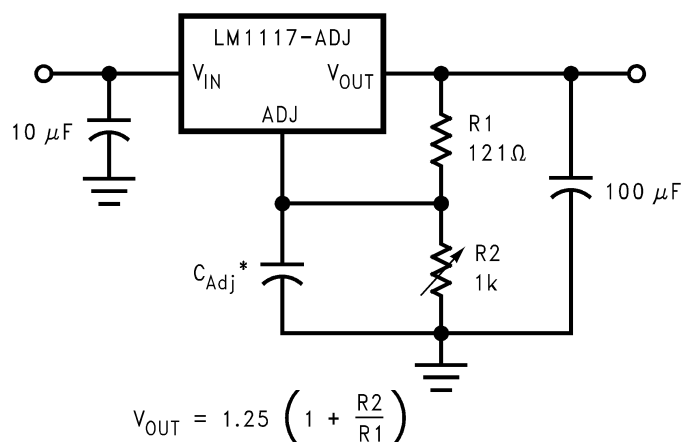 LM1117-ADJ
VIN
VOUT
ADJ
10 μF
R1
121Ω
100 μF
CAdj*
R2
1k
VOUT = 1.25 (1 + R2/R1)